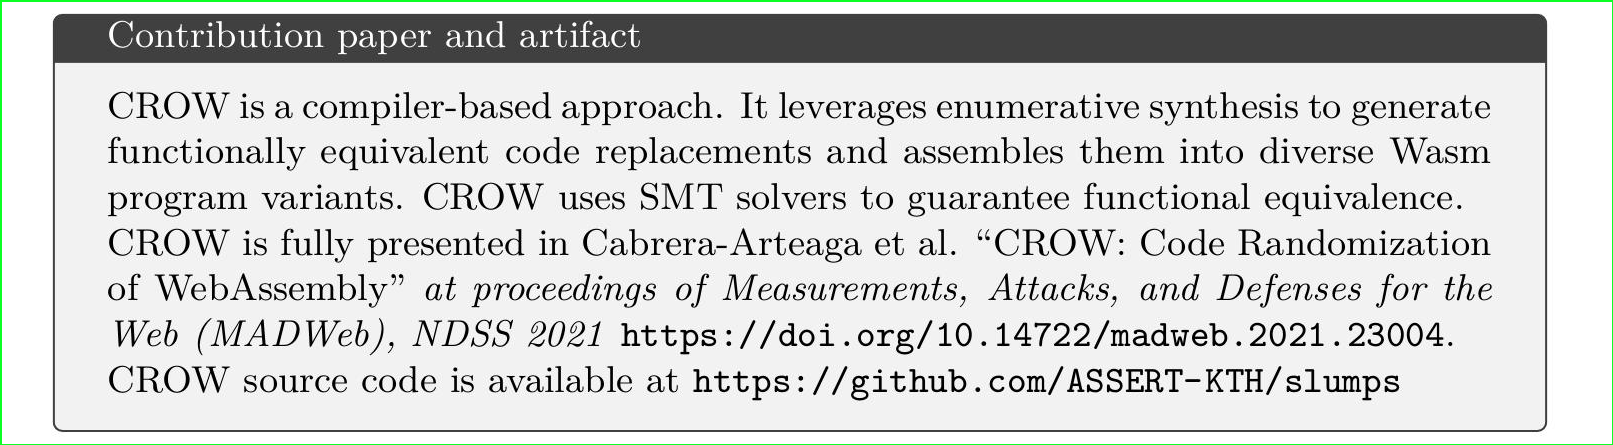 Contribution paper and artifact
CROW is a compiler-based approach. It leverages enumerative synthesis to generate
functionally equivalent code replacements and assembles them into diverse Wasm
program variants. CROW uses SMT solvers to guarantee functional equivalence.
CROW is fully presented in Cabrera-Arteaga et al. “CROW: Code Randomization
of WebAssembly” at proceedings of Measurements, Attacks, and Defenses for the
Web (MADWeb), NDSS 2021 https://doi.org/10.14722/madweb.2021.23004.
CROW source code is available at https://github.com/ASSERT-KTH/slumps